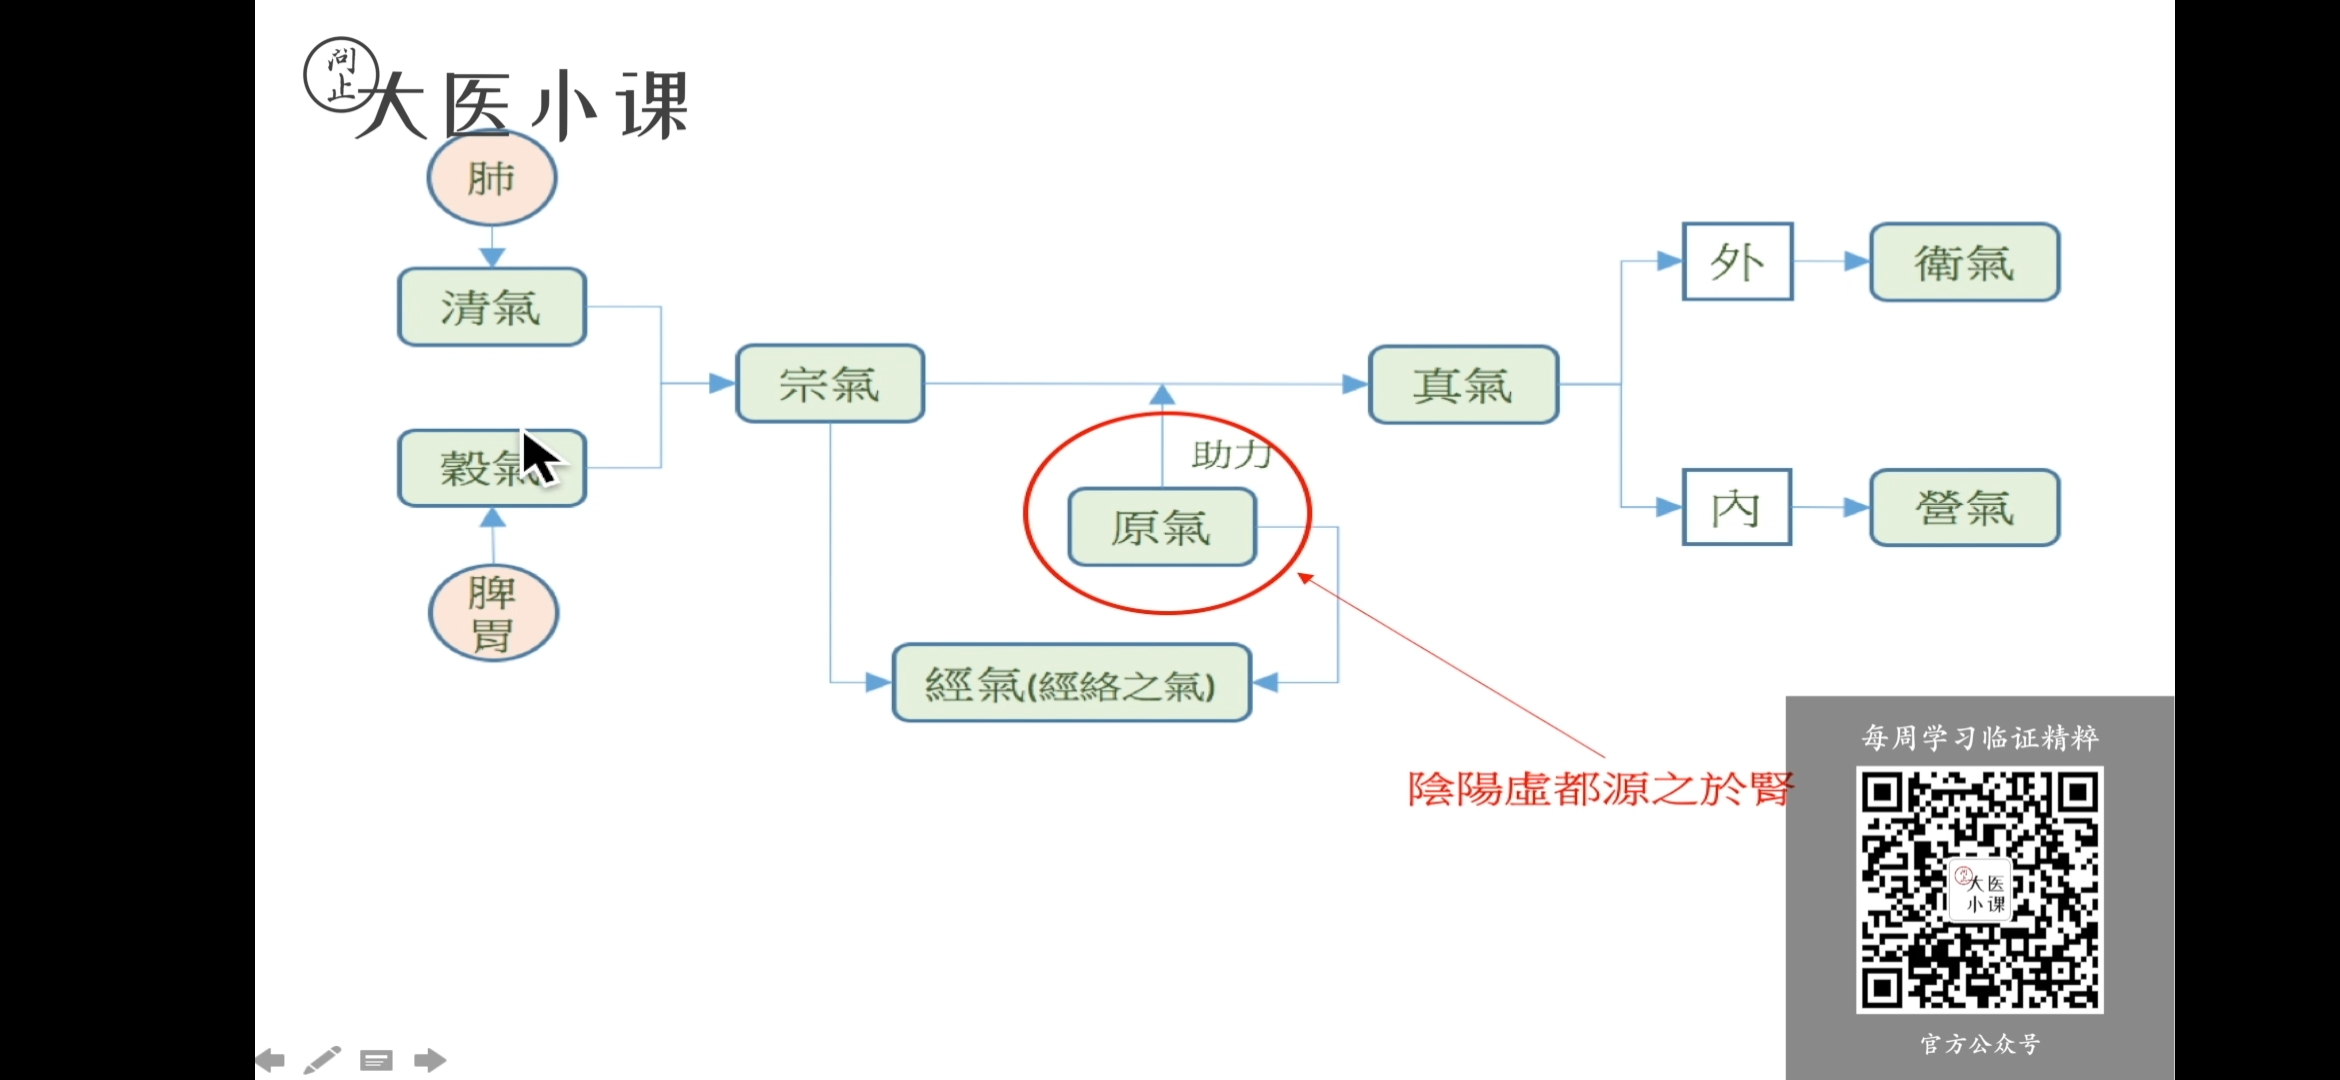 问止
大医小课
肺
清氣
穀氣
脾
胃
宗氣
助力
原氣
經氣(經絡之氣)
真氣
外
衛氣
內
營氣
陰陽虛都源之於腎
每周学习临证精粹
问止
大医
小课
官方公众号